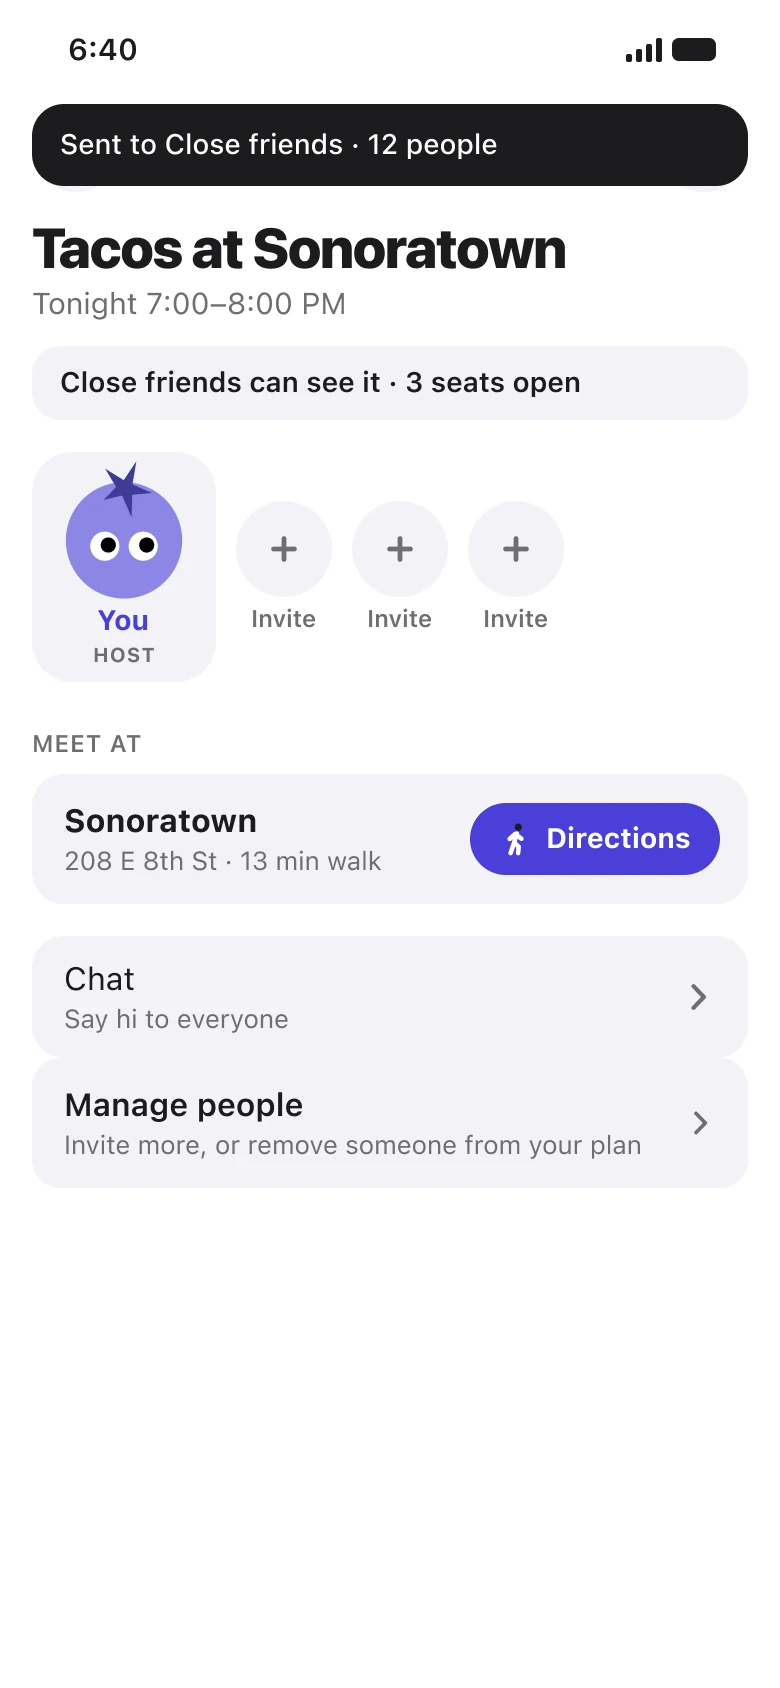 6:40
Sent to Close friends · 12 people
Tacos at Sonoratown
Tonight 7:00–8:00 PM
Close friends can see it · 3 seats open
You
HOST
Invite
Invite
Invite
MEET AT
Sonoratown
208 E 8th St · 13 min walk
Directions
Chat
Say hi to everyone
Manage people
Invite more, or remove someone from your plan